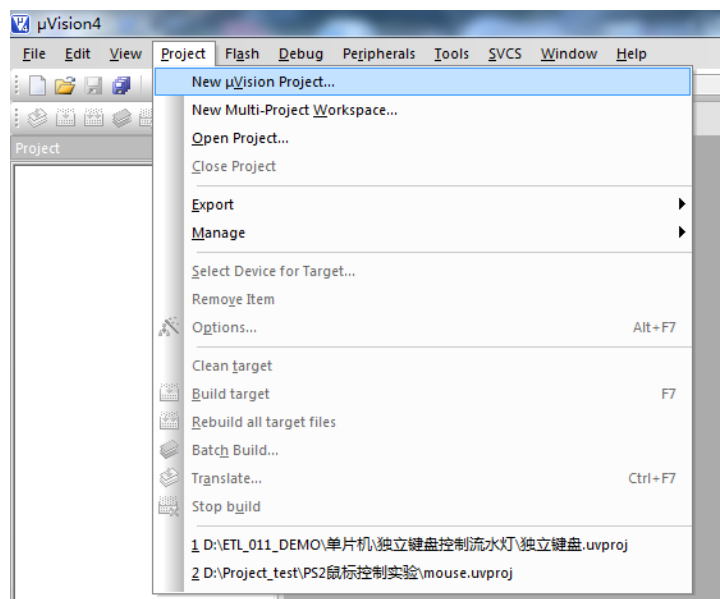 µVision4
File Edit View Project Flash Debug Peripherals Tools SVCS Window Help
New µVision Project...
New Multi-Project Workspace...
Project
Open Project...
Close Project
Export
Manage
Select Device for Target...
Remove Item
Options... Alt+F7
Clean target
Build target F7
Rebuild all target files
Batch Build...
Translate... Ctrl+F7
Stop build
1 D:\ETL_011_DEMO\单片机\独立键盘控制流水灯\独立键盘.uvproj
2 D:\Project_test\PS2鼠标控制实验\mouse.uvproj